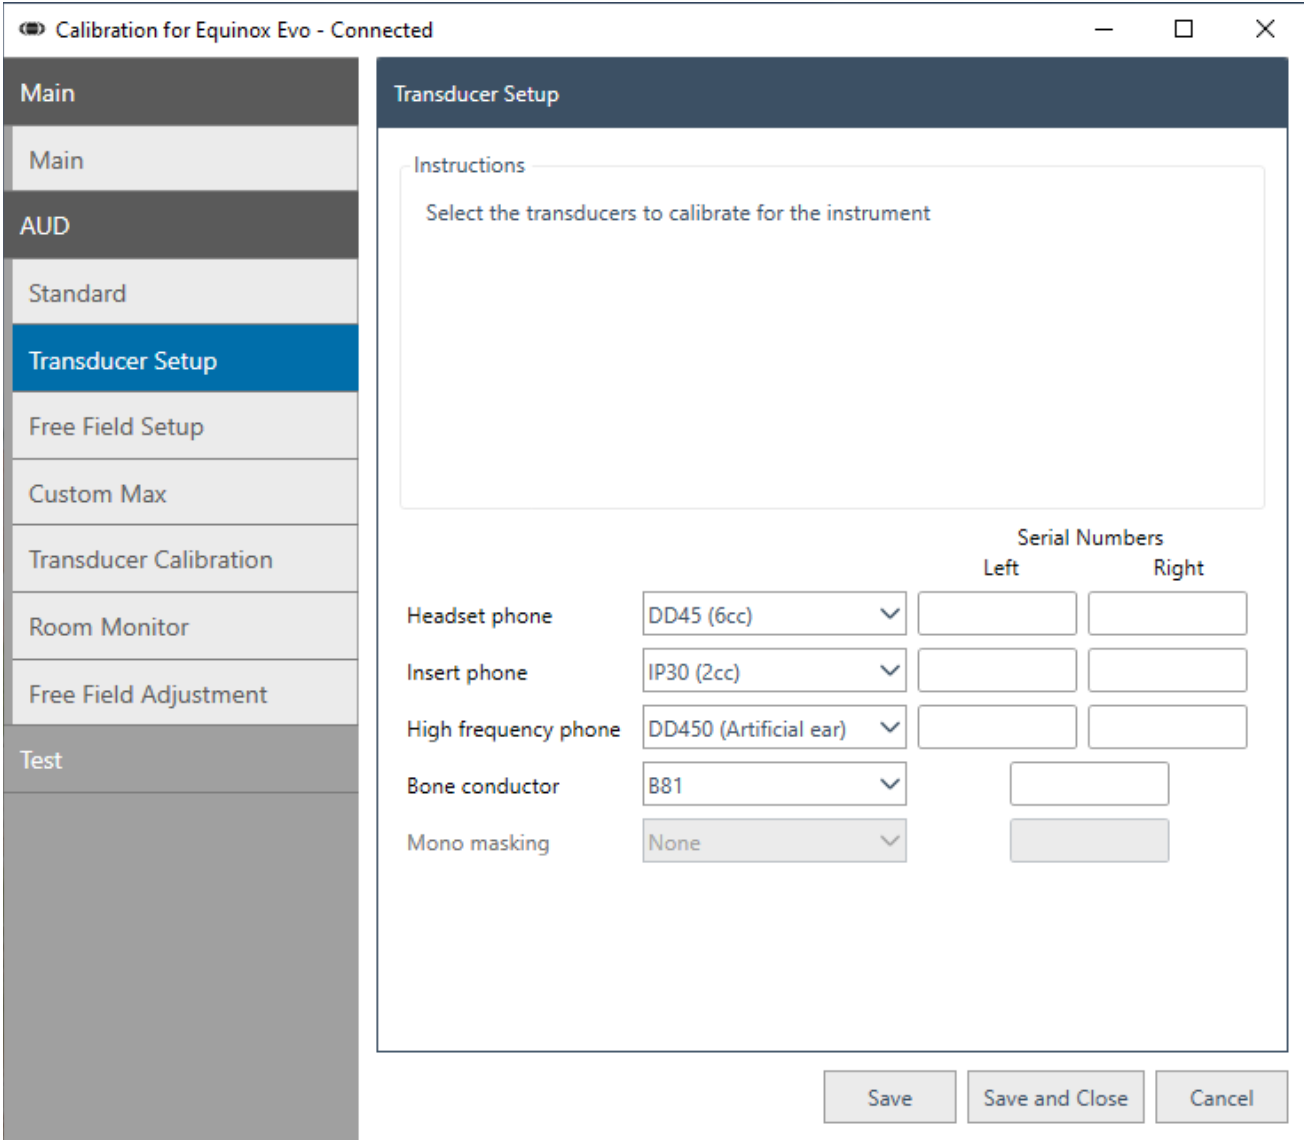 Calibration for Equinox Evo - Connected
Main
Main
AUD
Standard
Transducer Setup
Free Field Setup
Custom Max
Transducer Calibration
Room Monitor
Free Field Adjustment
Test
Transducer Setup
Instructions
Select the transducers to calibrate for the instrument
Serial Numbers
Left Right
Headset phone DD45 (6cc)
Insert phone IP30 (2cc)
High frequency phone DD450 (Artificial ear)
Bone conductor B81
Mono masking None
Save Save and Close Cancel